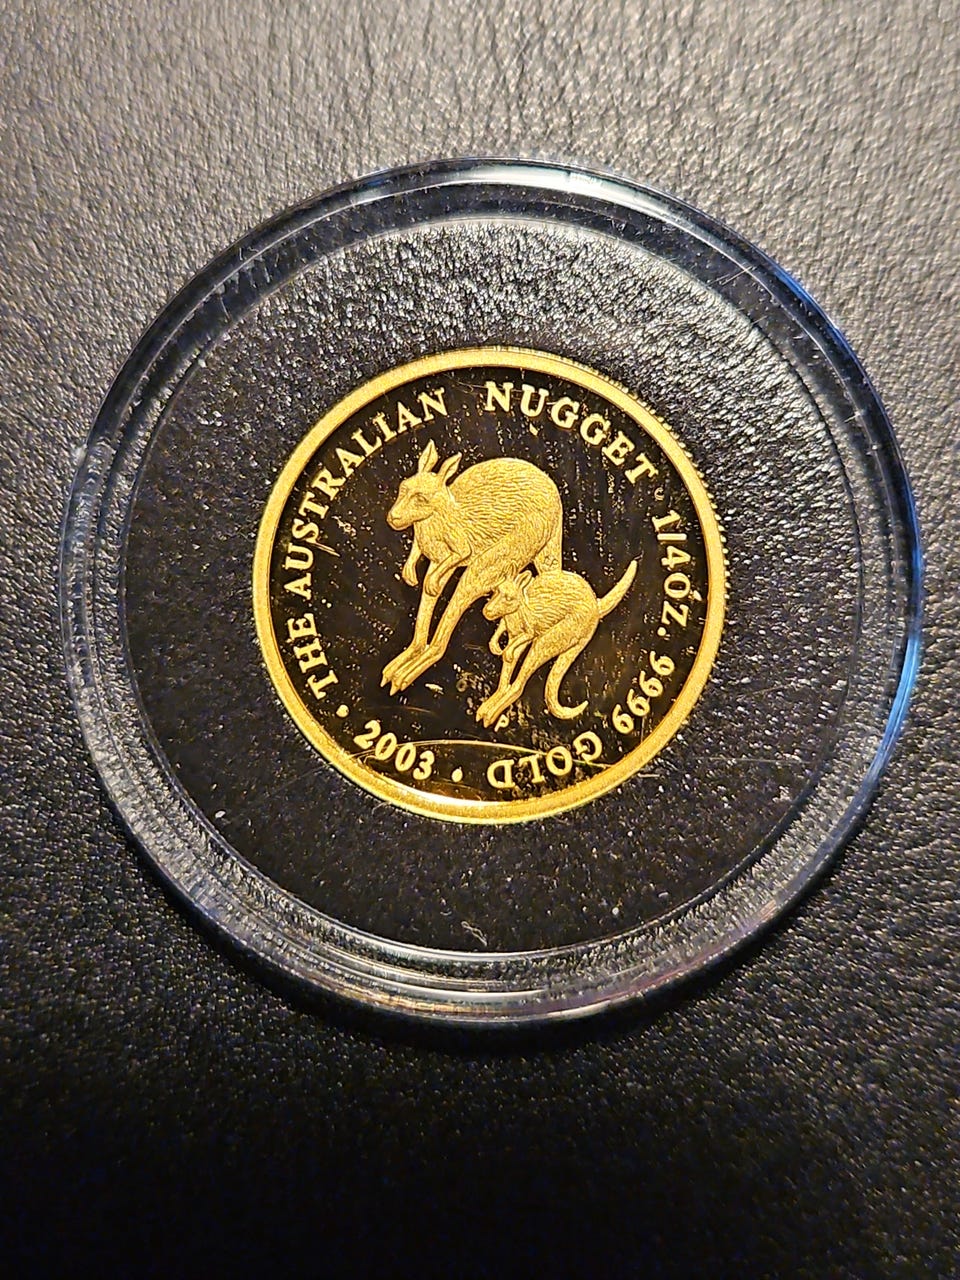 THE AUSTRALIAN NUGGET 1/4OZ. 9999 GOLD
• 2003 •
P